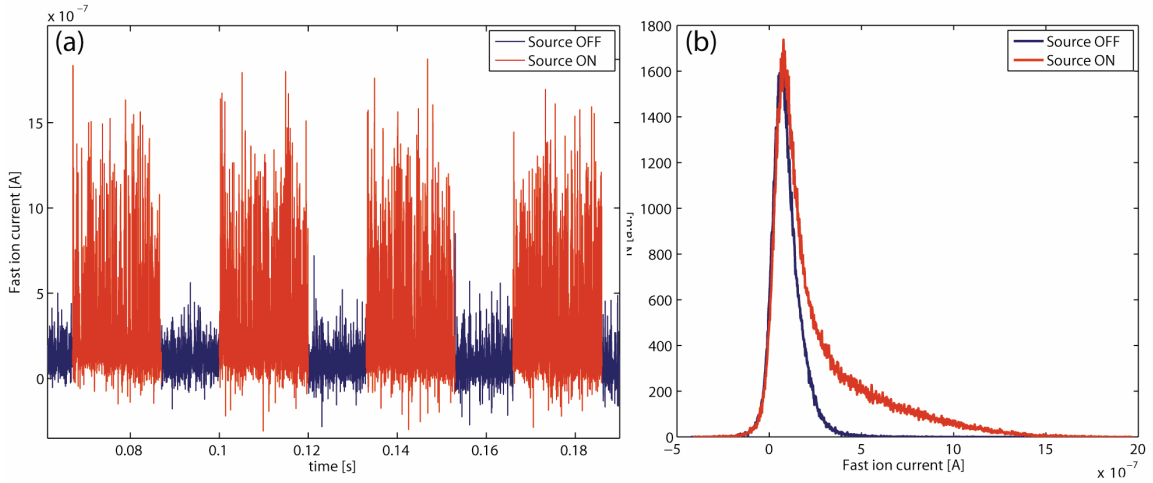 x 10⁻⁷
(a)
Source OFF
Source ON
15
10
5
0
Fast ion current [A]
0.08
0.1
0.12
0.14
0.16
0.18
time [s]
(b)
Source OFF
Source ON
1800
1600
1400
1200
1000
800
600
400
200
0
−5
0
5
10
15
20
Fast ion current [A]
x 10⁻⁷